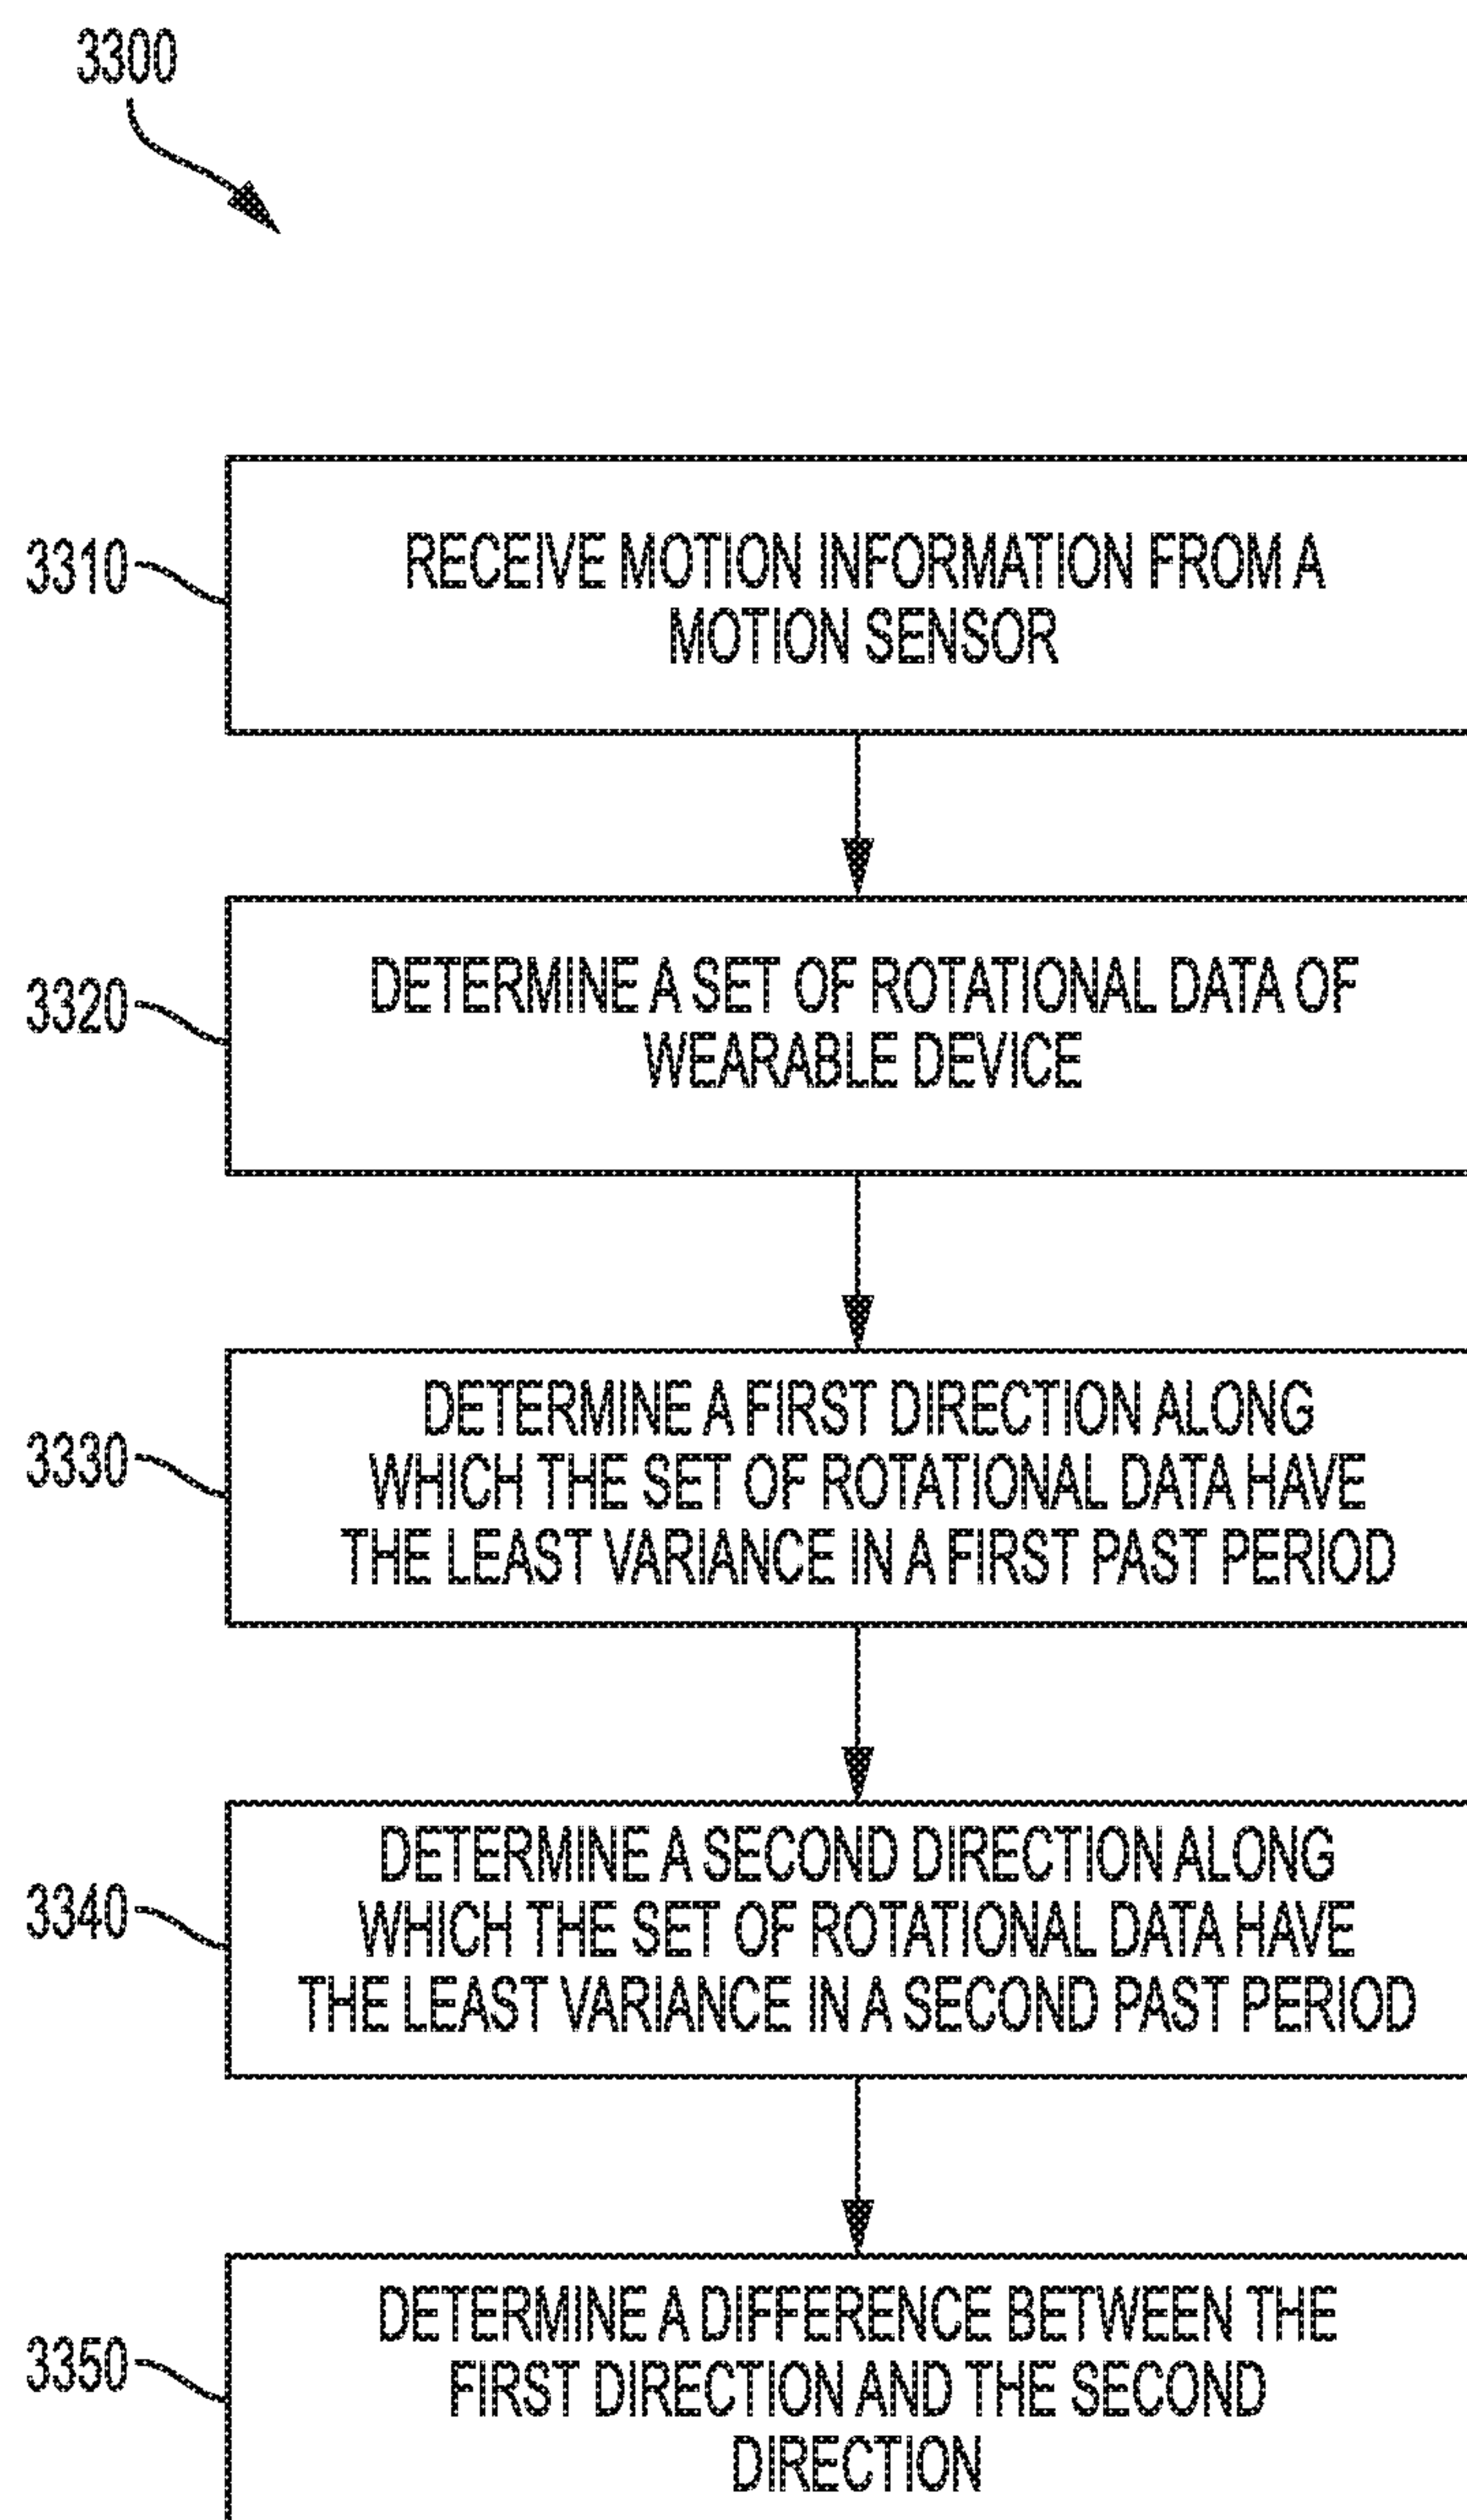 3300
3310
RECEIVE MOTION INFORMATION FROM A
MOTION SENSOR
3320
DETERMINE A SET OF ROTATIONAL DATA OF
WEARABLE DEVICE
3330
DETERMINE A FIRST DIRECTION ALONG
WHICH THE SET OF ROTATIONAL DATA HAVE
THE LEAST VARIANCE IN A FIRST PAST PERIOD
3340
DETERMINE A SECOND DIRECTION ALONG
WHICH THE SET OF ROTATIONAL DATA HAVE
THE LEAST VARIANCE IN A SECOND PAST PERIOD
3350
DETERMINE A DIFFERENCE BETWEEN THE
FIRST DIRECTION AND THE SECOND
DIRECTION